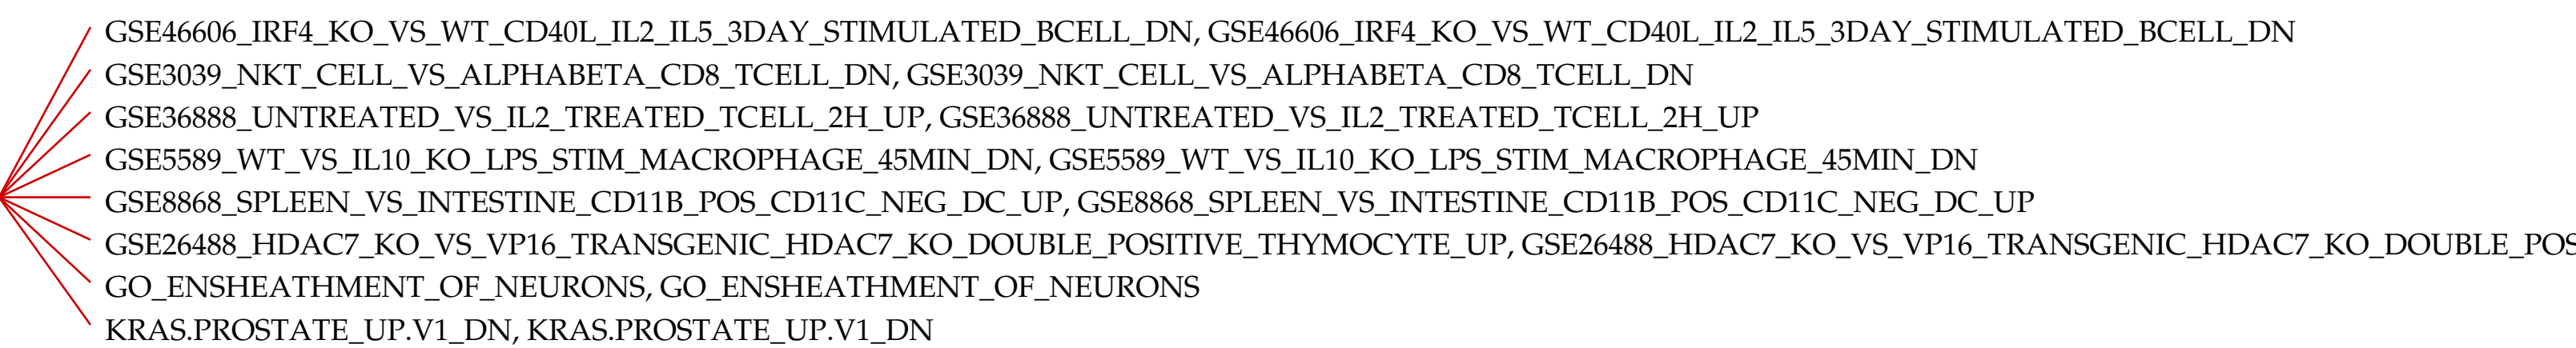 GSE46606_IRF4_KO_VS_WT_CD40L_IL2_IL5_3DAY_STIMULATED_BCELL_DN, GSE46606_IRF4_KO_VS_WT_CD40L_IL2_IL5_3DAY_STIMULATED_BCELL_DN
GSE3039_NKT_CELL_VS_ALPHABETA_CD8_TCELL_DN, GSE3039_NKT_CELL_VS_ALPHABETA_CD8_TCELL_DN
GSE36888_UNTREATED_VS_IL2_TREATED_TCELL_2H_UP, GSE36888_UNTREATED_VS_IL2_TREATED_TCELL_2H_UP
GSE5589_WT_VS_IL10_KO_LPS_STIM_MACROPHAGE_45MIN_DN, GSE5589_WT_VS_IL10_KO_LPS_STIM_MACROPHAGE_45MIN_DN
GSE8868_SPLEEN_VS_INTESTINE_CD11B_POS_CD11C_NEG_DC_UP, GSE8868_SPLEEN_VS_INTESTINE_CD11B_POS_CD11C_NEG_DC_UP
GSE26488_HDAC7_KO_VS_VP16_TRANSGENIC_HDAC7_KO_DOUBLE_POSITIVE_THYMOCYTE_UP, GSE26488_HDAC7_KO_VS_VP16_TRANSGENIC_HDAC7_KO_DOUBLE_POS
GO_ENSHEATHMENT_OF_NEURONS, GO_ENSHEATHMENT_OF_NEURONS
KRAS.PROSTATE_UP.V1_DN, KRAS.PROSTATE_UP.V1_DN